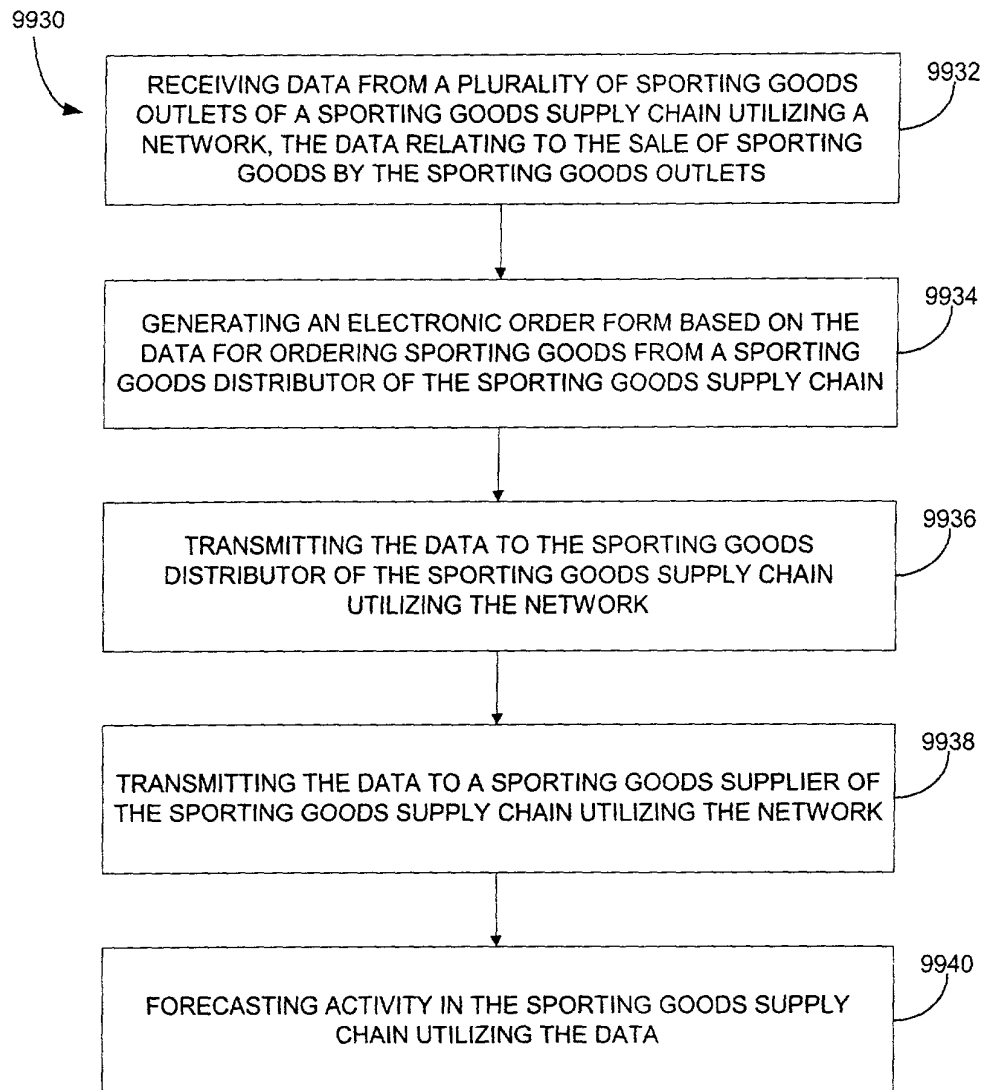 9930
RECEIVING DATA FROM A PLURALITY OF SPORTING GOODS
OUTLETS OF A SPORTING GOODS SUPPLY CHAIN UTILIZING A
NETWORK, THE DATA RELATING TO THE SALE OF SPORTING
GOODS BY THE SPORTING GOODS OUTLETS
9932
GENERATING AN ELECTRONIC ORDER FORM BASED ON THE
DATA FOR ORDERING SPORTING GOODS FROM A SPORTING
GOODS DISTRIBUTOR OF THE SPORTING GOODS SUPPLY CHAIN
9934
TRANSMITTING THE DATA TO THE SPORTING GOODS
DISTRIBUTOR OF THE SPORTING GOODS SUPPLY CHAIN
UTILIZING THE NETWORK
9936
TRANSMITTING THE DATA TO A SPORTING GOODS SUPPLIER OF
THE SPORTING GOODS SUPPLY CHAIN UTILIZING THE NETWORK
9938
FORECASTING ACTIVITY IN THE SPORTING GOODS SUPPLY
CHAIN UTILIZING THE DATA
9940